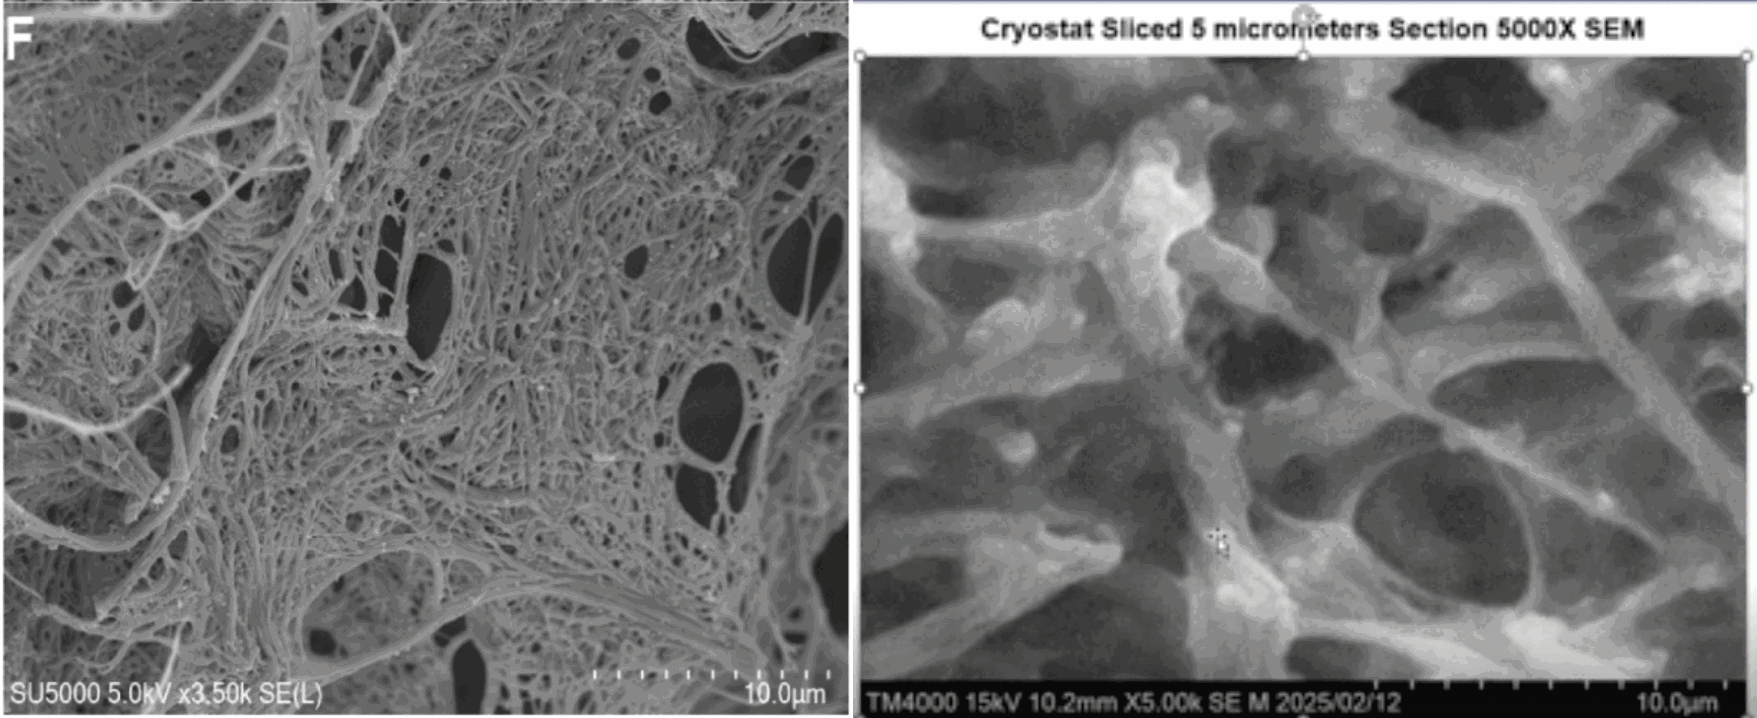 F
SU5000 5.0kV x3.50k SE(L)
10.0µm
Cryostat Sliced 5 micrometers Section 5000X SEM
TM4000 15kV 10.2mm X5.00k SE M 2025/02/12
10.0µm